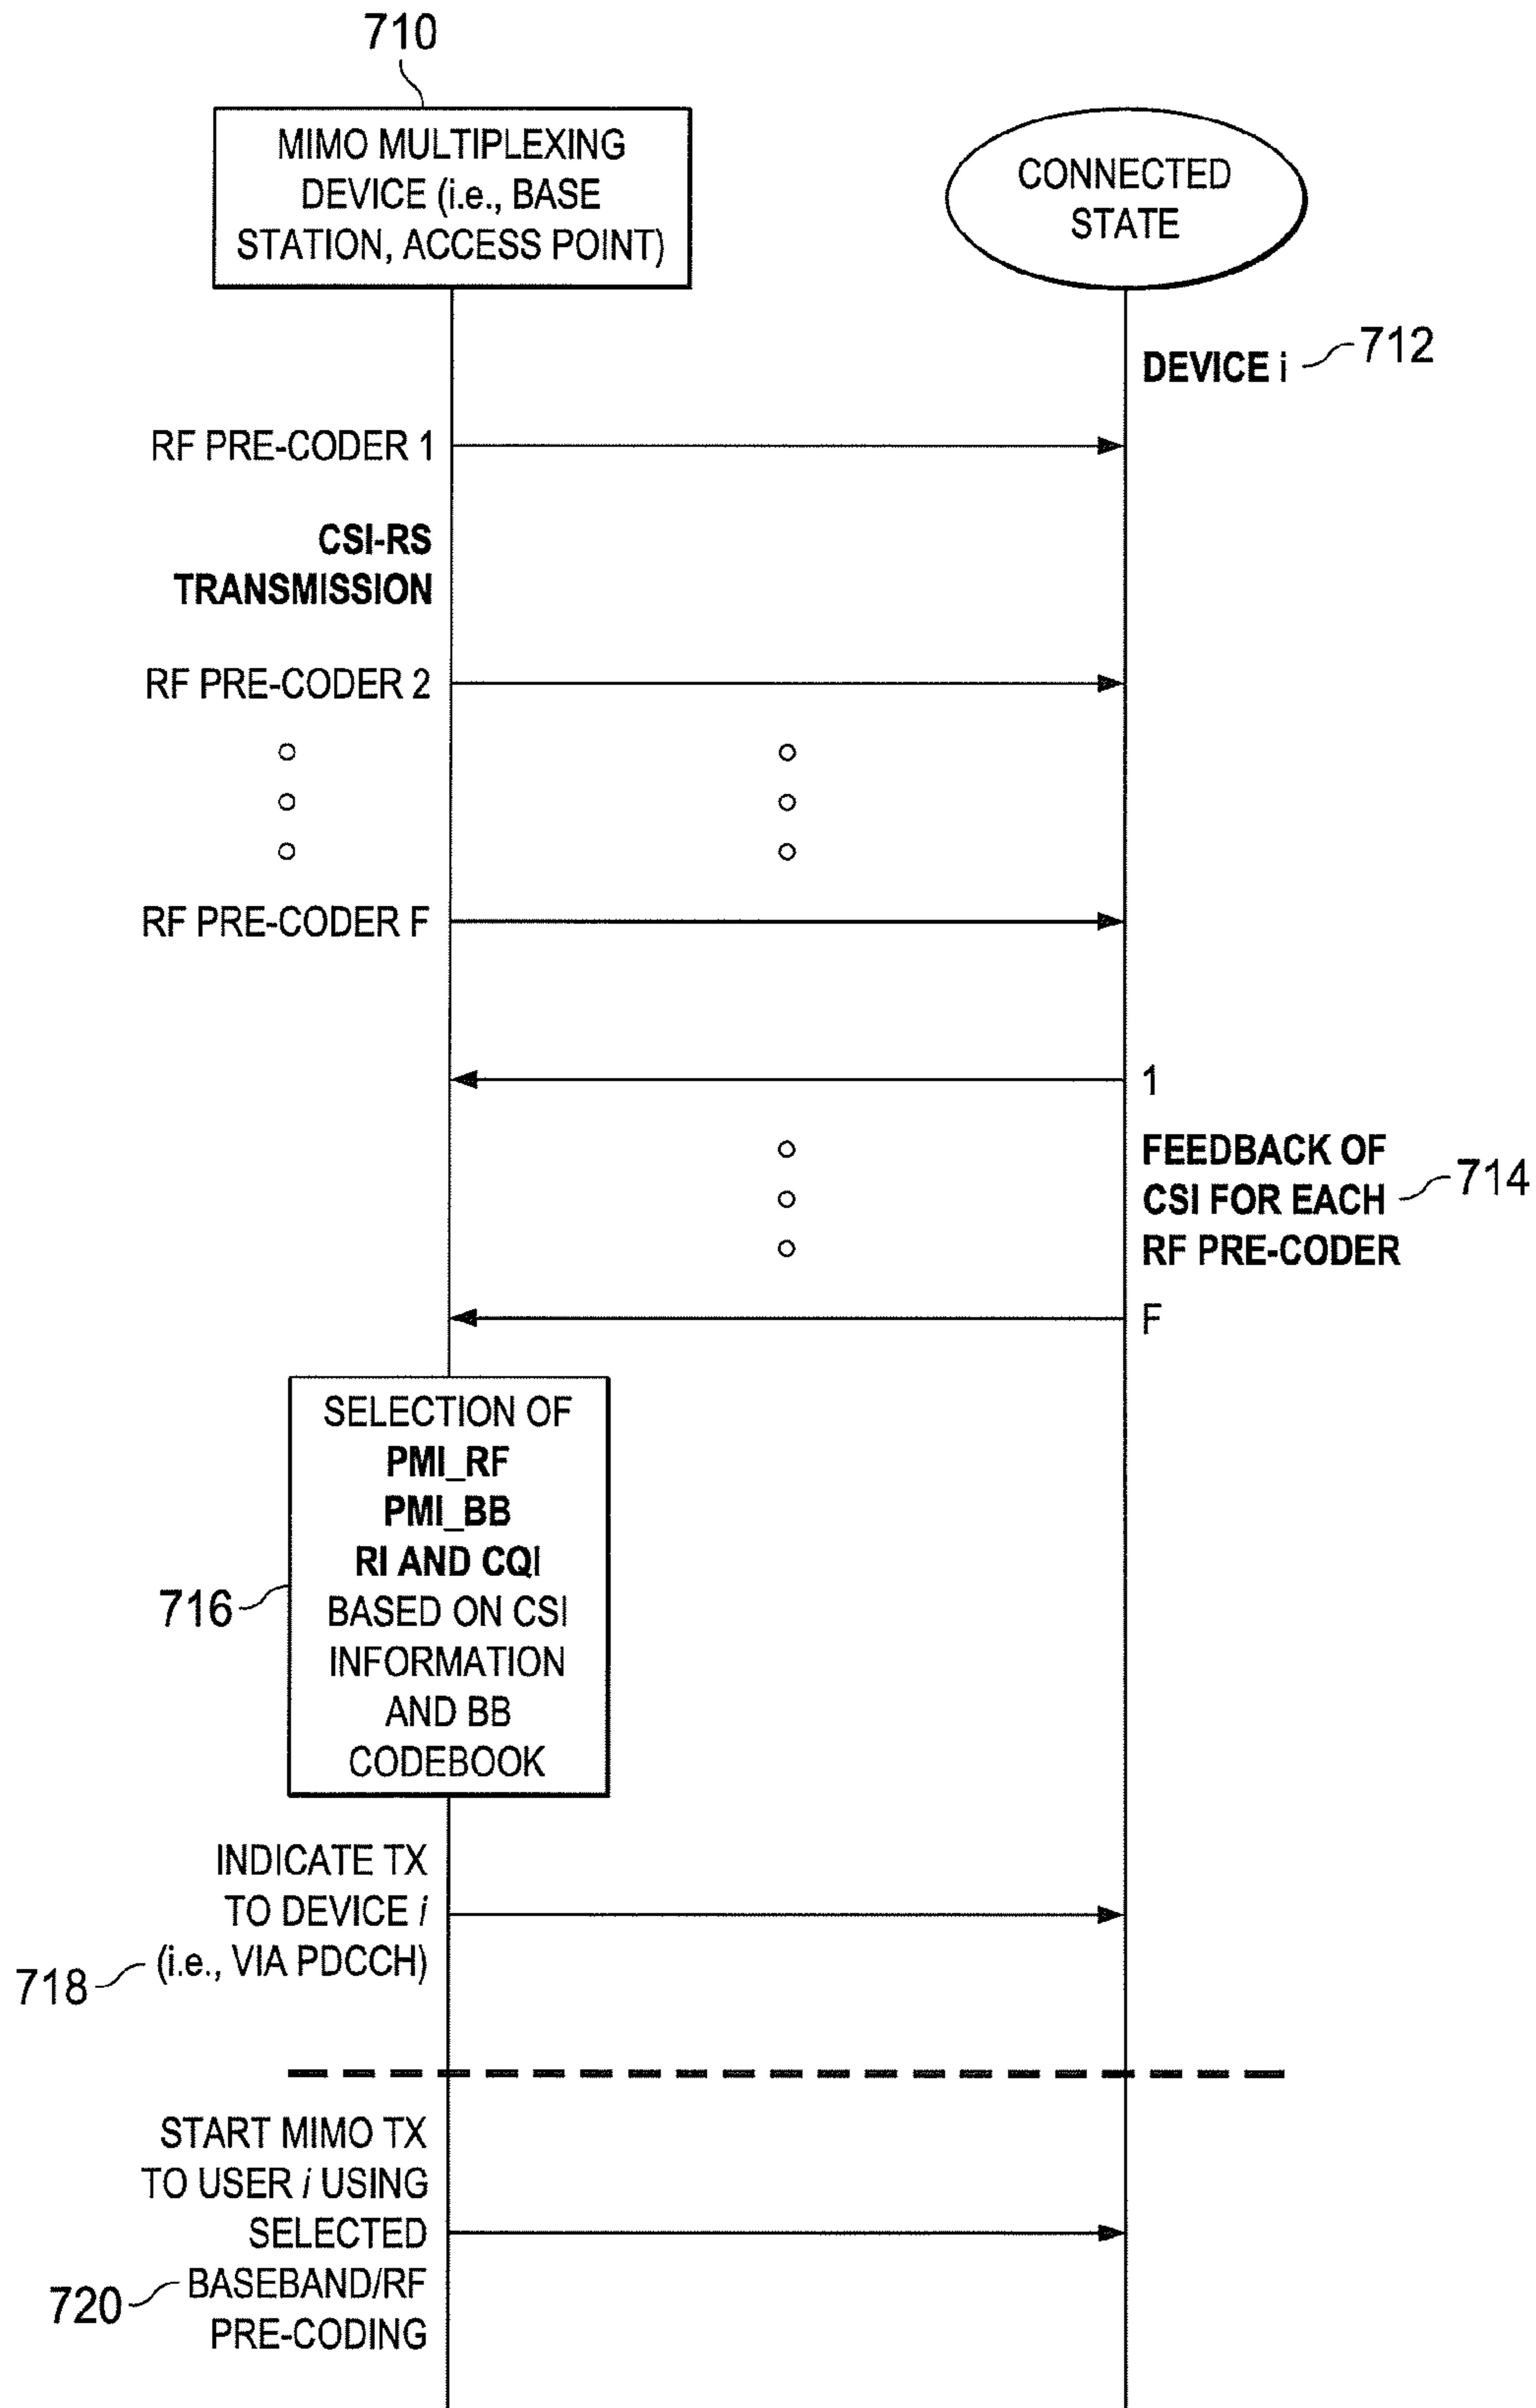 710
MIMO MULTIPLEXING
DEVICE (i.e., BASE
STATION, ACCESS POINT)
CONNECTED
STATE
DEVICE i
712
RF PRE-CODER 1
CSI-RS
TRANSMISSION
RF PRE-CODER 2
RF PRE-CODER F
1
FEEDBACK OF
CSI FOR EACH
RF PRE-CODER
714
F
SELECTION OF
PMI_RF
PMI_BB
RI AND CQI
BASED ON CSI
INFORMATION
AND BB
CODEBOOK
716
INDICATE TX
TO DEVICE i
(i.e., VIA PDCCH)
718
START MIMO TX
TO USER i USING
SELECTED
BASEBAND/RF
PRE-CODING
720